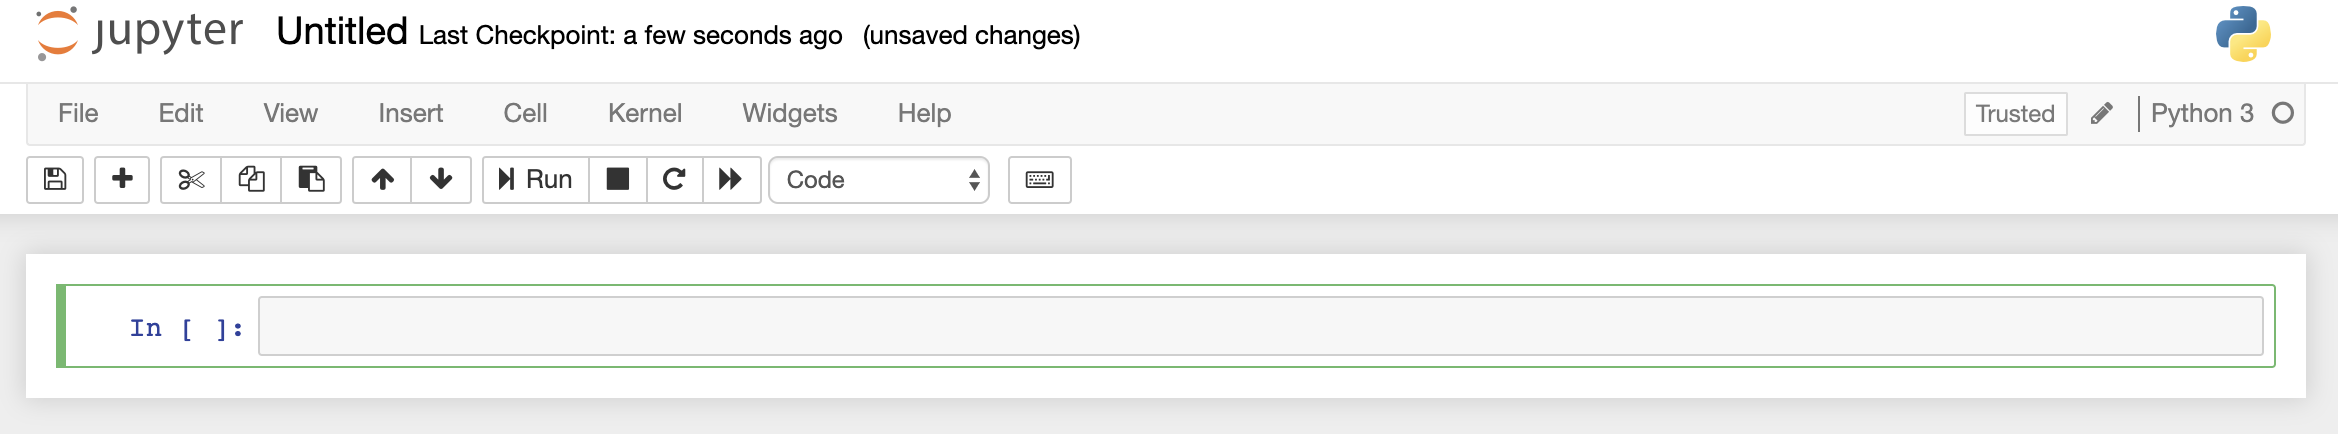 jupyter Untitled Last Checkpoint: a few seconds ago (unsaved changes)
File Edit View Insert Cell Kernel Widgets Help Trusted Python 3
Run Code
In [ ]: